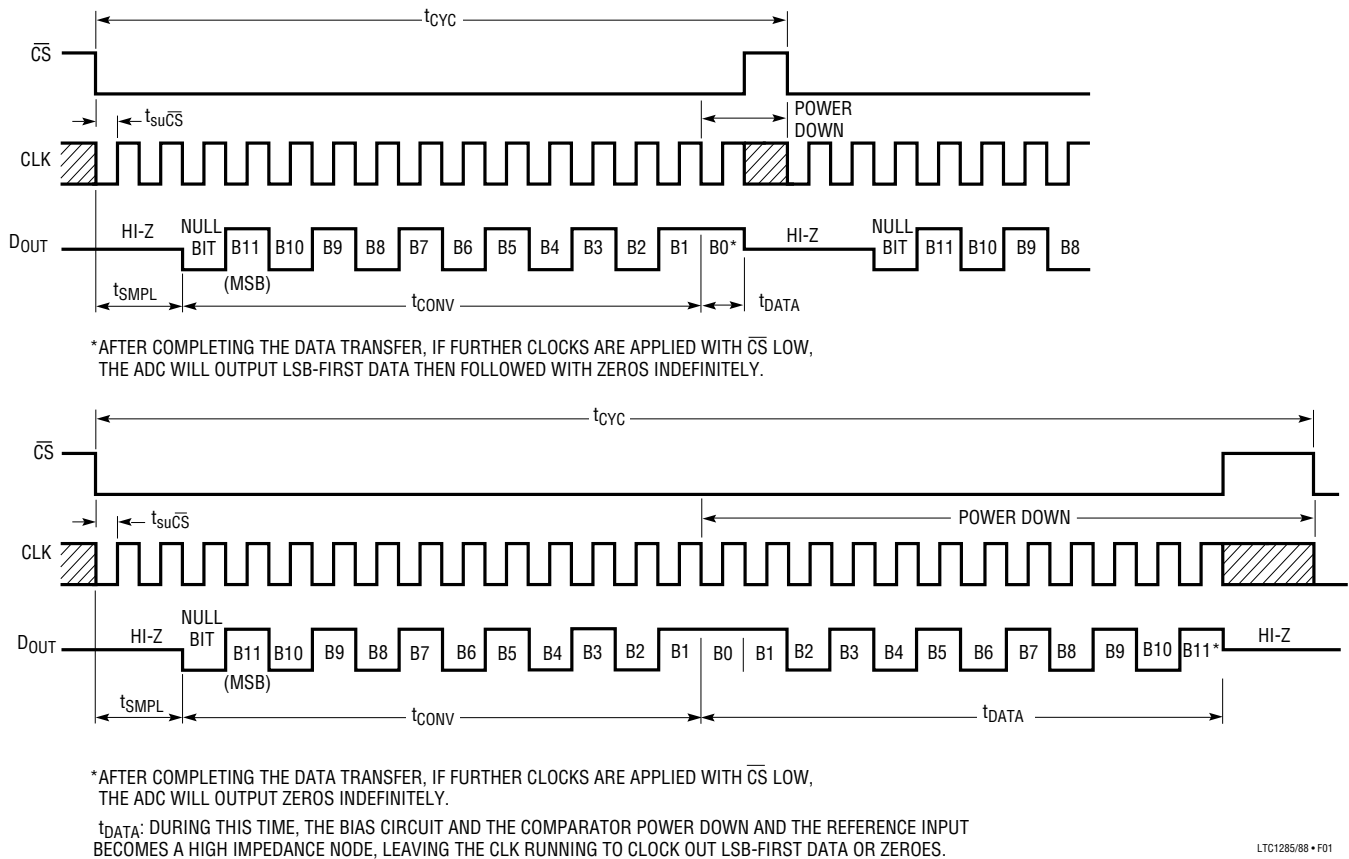 tCYC
CS
tsuCS
POWER
DOWN
CLK
DOUT
HI-Z
NULL
BIT
B11
B10
B9
B8
B7
B6
B5
B4
B3
B2
B1
B0*
HI-Z
NULL
BIT
B11
B10
B9
B8
(MSB)
tSMPL
tCONV
tDATA
*AFTER COMPLETING THE DATA TRANSFER, IF FURTHER CLOCKS ARE APPLIED WITH CS LOW,
THE ADC WILL OUTPUT LSB-FIRST DATA THEN FOLLOWED WITH ZEROS INDEFINITELY.
tCYC
CS
tsuCS
POWER DOWN
CLK
DOUT
HI-Z
NULL
BIT
B11
B10
B9
B8
B7
B6
B5
B4
B3
B2
B1
B0
B1
B2
B3
B4
B5
B6
B7
B8
B9
B10
B11*
HI-Z
(MSB)
tSMPL
tCONV
tDATA
*AFTER COMPLETING THE DATA TRANSFER, IF FURTHER CLOCKS ARE APPLIED WITH CS LOW,
THE ADC WILL OUTPUT ZEROS INDEFINITELY.
tDATA: DURING THIS TIME, THE BIAS CIRCUIT AND THE COMPARATOR POWER DOWN AND THE REFERENCE INPUT
BECOMES A HIGH IMPEDANCE NODE, LEAVING THE CLK RUNNING TO CLOCK OUT LSB-FIRST DATA OR ZEROES.
LTC1285/88 • F01